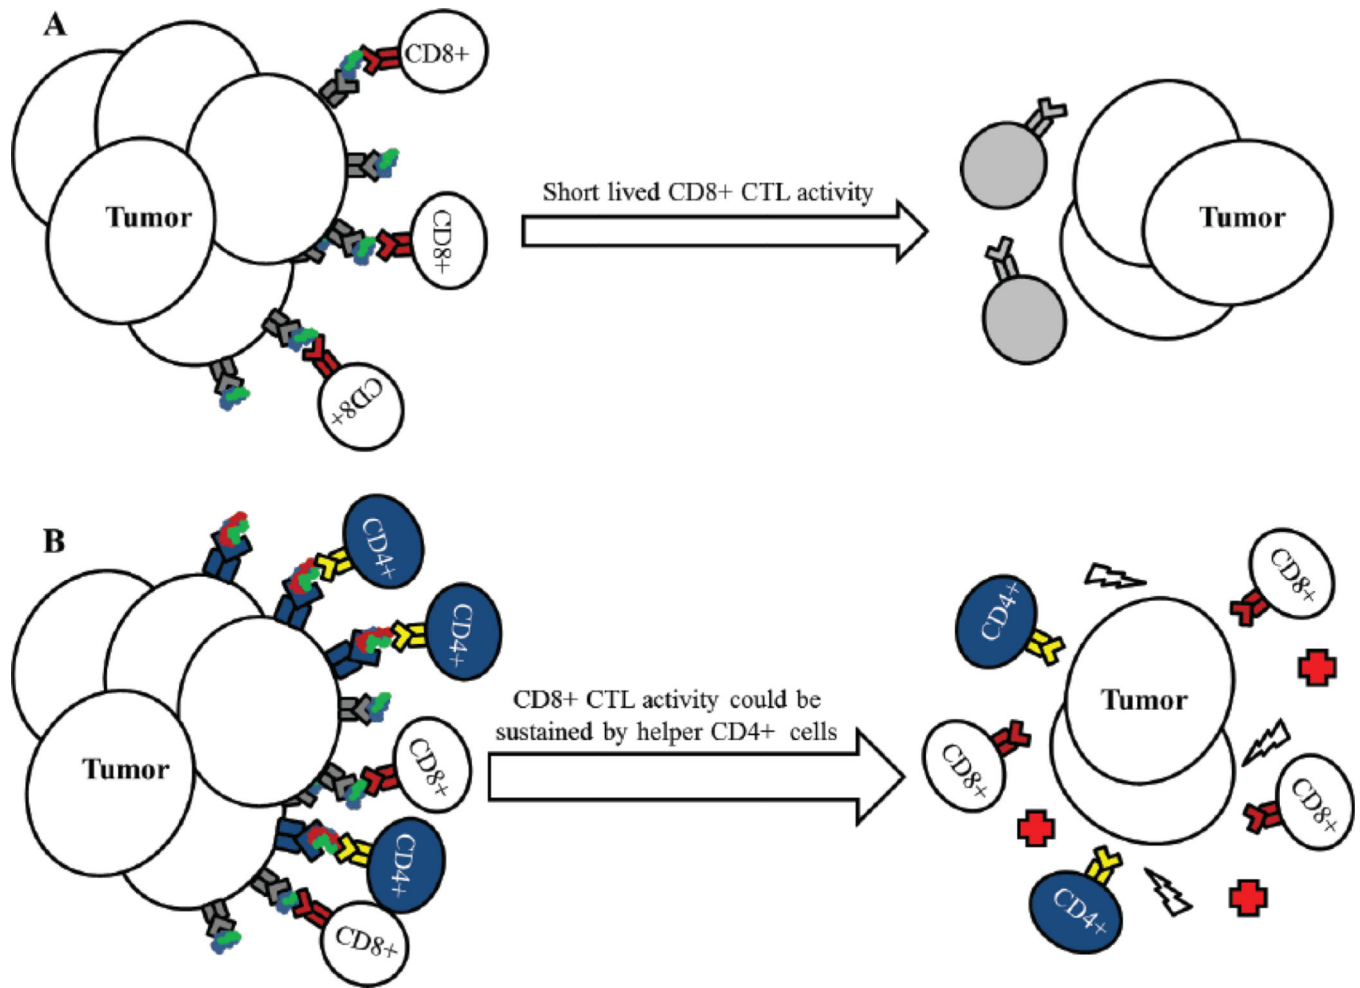 A
CD8+
Tumor
CD8+
CD8+
Short lived CD8+ CTL activity
Tumor
B
CD4+
CD4+
Tumor
CD8+
CD4+
CD8+
CD8+ CTL activity could be
sustained by helper CD4+ cells
CD8+
CD4+
Tumor
CD8+
CD8+
CD4+